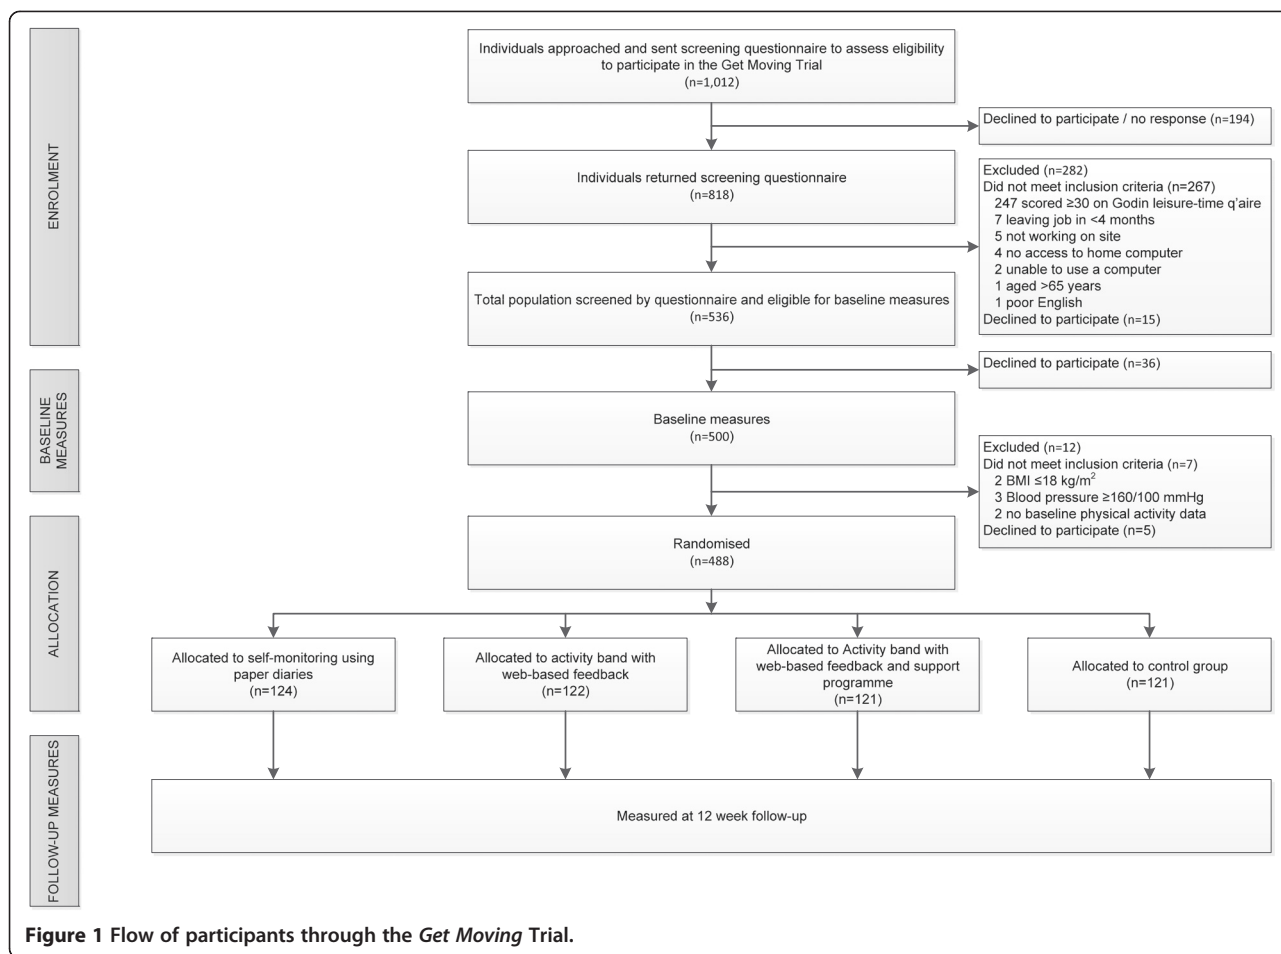 ENROLMENT
Individuals approached and sent screening questionnaire to assess eligibility
to participate in the Get Moving Trial
(n=1,012)
Declined to participate / no response (n=194)
Individuals returned screening questionnaire
(n=818)
Excluded (n=282)
Did not meet inclusion criteria (n=267)
247 scored ≥30 on Godin leisure-time q'aire
7 leaving job in <4 months
5 not working on site
4 no access to home computer
2 unable to use a computer
1 aged >65 years
1 poor English
Declined to participate (n=15)
Total population screened by questionnaire and eligible for baseline measures
(n=536)
Declined to participate (n=36)
BASELINE
MEASURES
Baseline measures
(n=500)
Excluded (n=12)
Did not meet inclusion criteria (n=7)
2 BMI ≤18 kg/m²
3 Blood pressure ≥160/100 mmHg
2 no baseline physical activity data
Declined to participate (n=5)
ALLOCATION
Randomised
(n=488)
Allocated to self-monitoring using
paper diaries
(n=124)
Allocated to activity band with
web-based feedback
(n=122)
Allocated to Activity band with
web-based feedback and support
programme
(n=121)
Allocated to control group
(n=121)
FOLLOW-UP MEASURES
Measured at 12 week follow-up
Figure 1 Flow of participants through the Get Moving Trial.